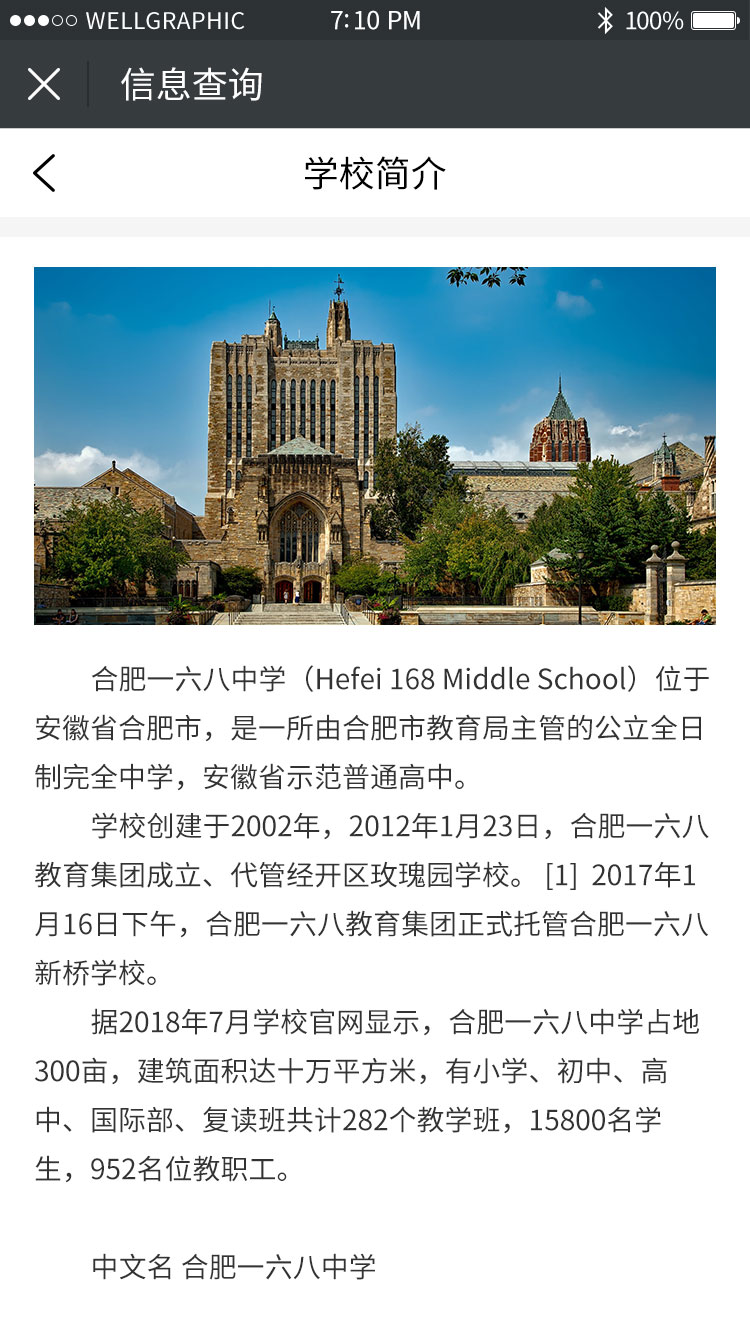 WELLGRAPHIC 7:10 PM 100%
信息查询
学校简介
合肥一六八中学（Hefei 168 Middle School）位于
安徽省合肥市，是一所由合肥市教育局主管的公立全日
制完全中学，安徽省示范普通高中。
学校创建于2002年，2012年1月23日，合肥一六八
教育集团成立、代管经开区玫瑰园学校。 [1] 2017年1
月16日下午，合肥一六八教育集团正式托管合肥一六八
新桥学校。
据2018年7月学校官网显示，合肥一六八中学占地
300亩，建筑面积达十万平方米，有小学、初中、高
中、国际部、复读班共计282个教学班，15800名学
生，952名位教职工。
中文名 合肥一六八中学